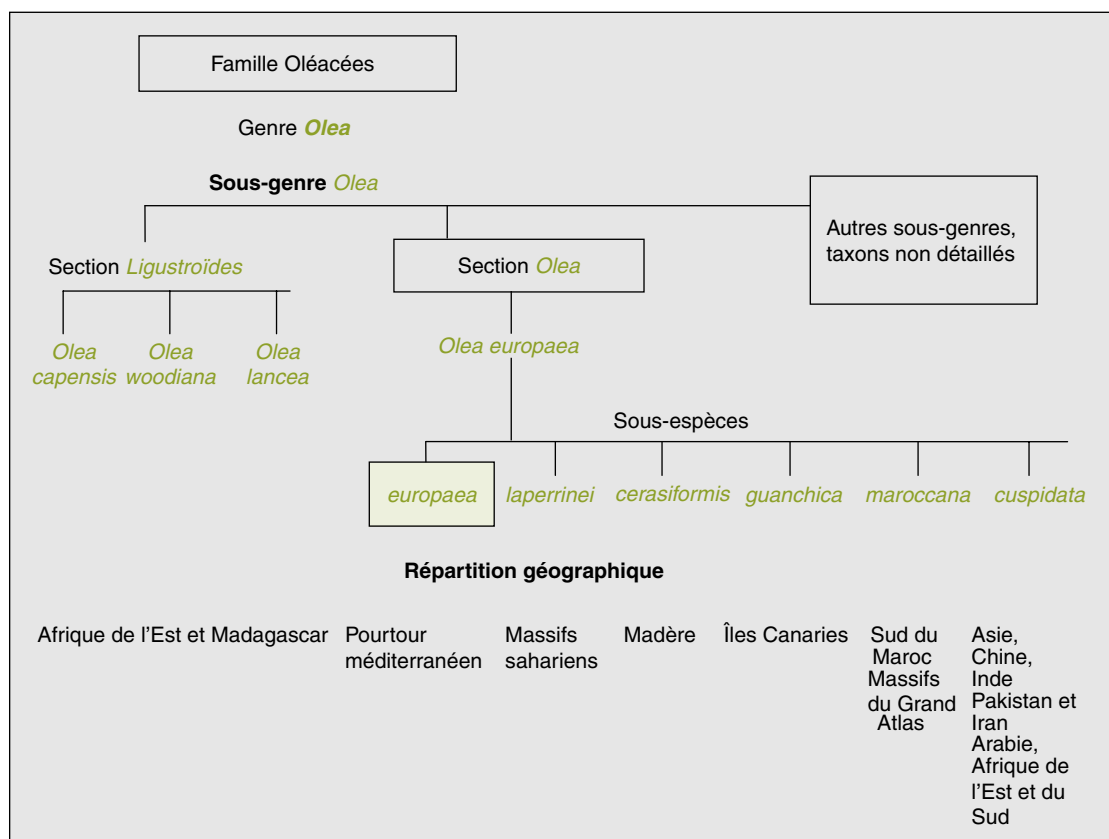 Famille Oléacées
Genre Olea
Sous-genre Olea
Autres sous-genres,
taxons non détaillés
Section Ligustroïdes
Section Olea
Olea
capensis
Olea
woodiana
Olea
lancea
Olea europaea
Sous-espèces
europaea
laperrinei
cerasiformis
guanchica
maroccana
cuspidata
Répartition géographique
Afrique de l'Est et Madagascar
Pourtour
méditerranéen
Massifs
sahariens
Madère
Îles Canaries
Sud du
Maroc
Massifs
du Grand
Atlas
Asie,
Chine,
Inde
Pakistan et
Iran
Arabie,
Afrique de
l'Est et du
Sud